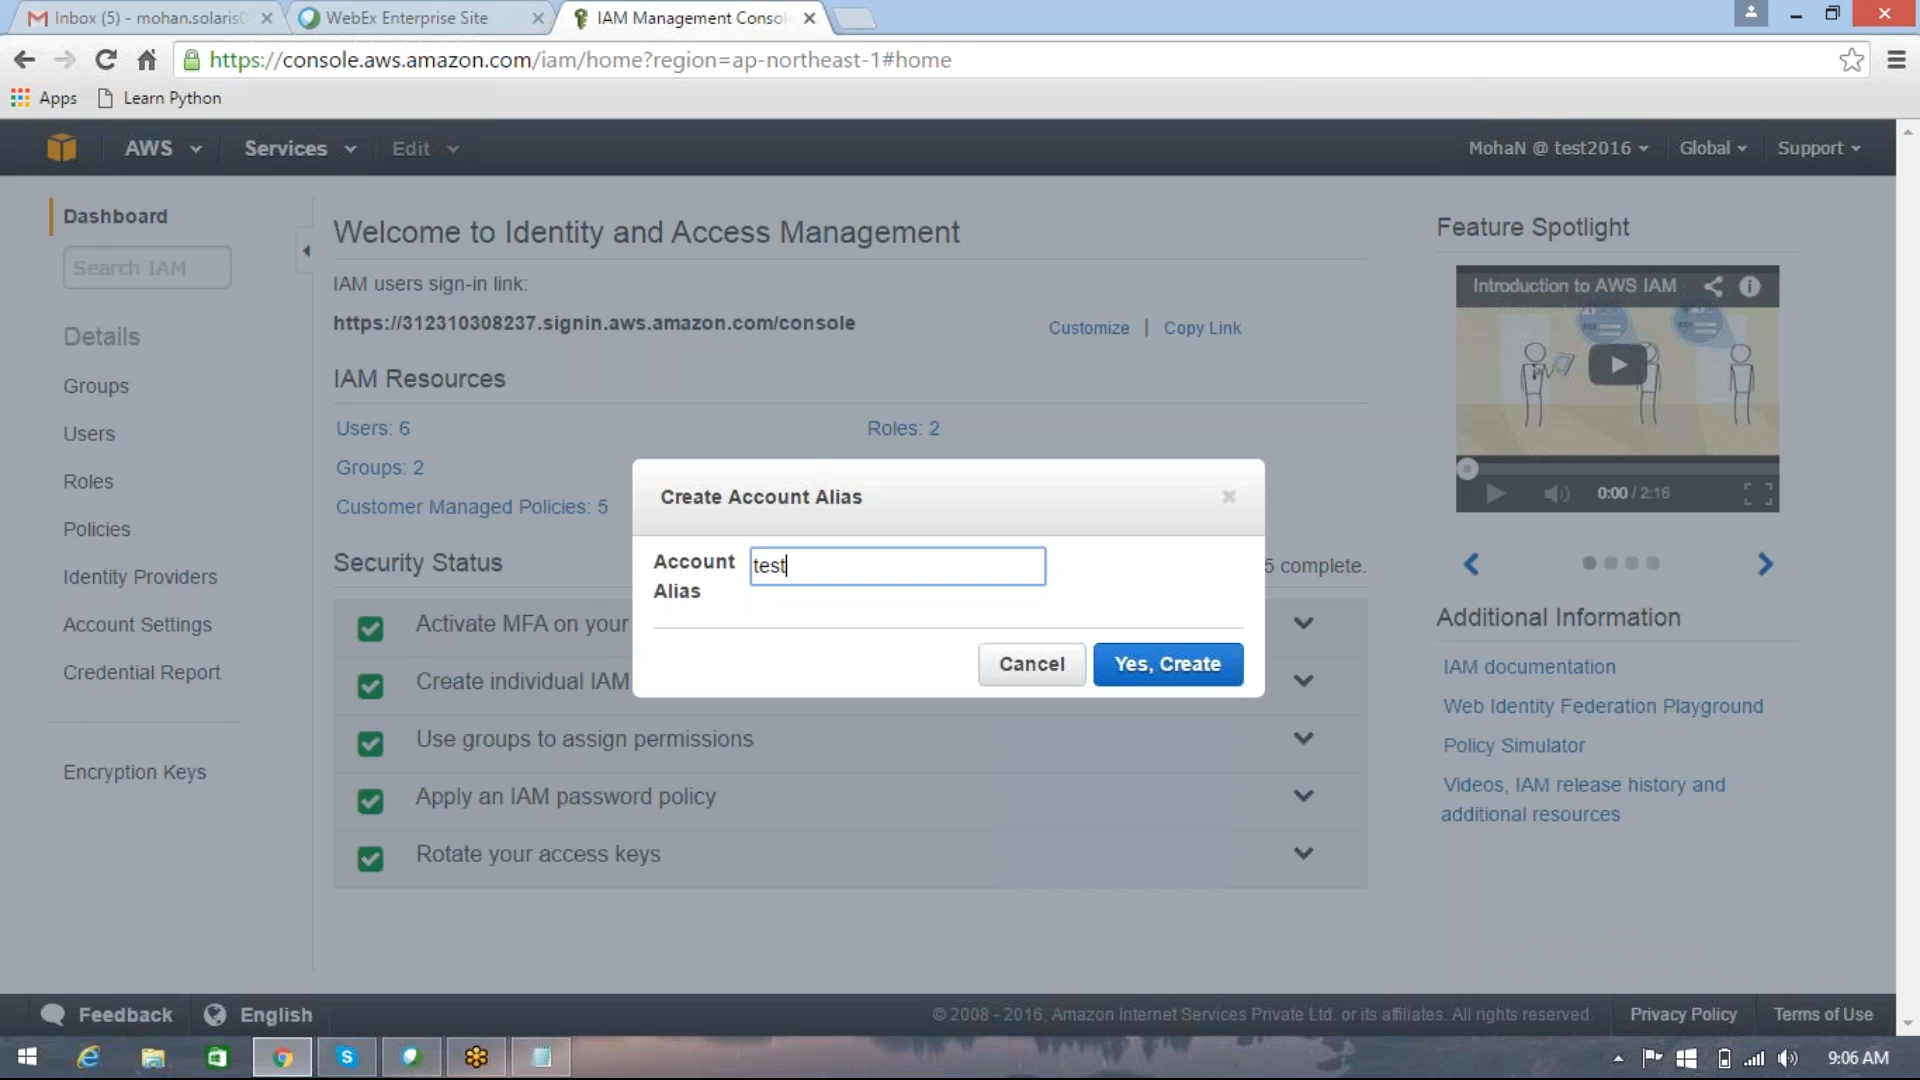 Inbox (5) - mohan.solaris0
WebEx Enterprise Site
IAM Management Consol
https://console.aws.amazon.com/iam/home?region=ap-northeast-1#home
Apps
Learn Python
AWS
Services
Edit
MohaN @ test2016
Global
Support
Dashboard
Search IAM
Details
Groups
Users
Roles
Policies
Identity Providers
Account Settings
Credential Report
Encryption Keys
Welcome to Identity and Access Management
IAM users sign-in link:
https://312310308237.signin.aws.amazon.com/console
Customize | Copy Link
IAM Resources
Users: 6
Roles: 2
Groups: 2
Customer Managed Policies: 5
Security Status
5 complete.
Activate MFA on your
Create individual IAM
Use groups to assign permissions
Apply an IAM password policy
Rotate your access keys
Create Account Alias
Account
Alias
test
Cancel
Yes, Create
Feature Spotlight
Introduction to AWS IAM
0:00 / 2:16
Additional Information
IAM documentation
Web Identity Federation Playground
Policy Simulator
Videos, IAM release history and
additional resources
Feedback
English
© 2008 - 2016, Amazon Internet Services Private Ltd. or its affiliates. All rights reserved.
Privacy Policy
Terms of Use
9:06 AM